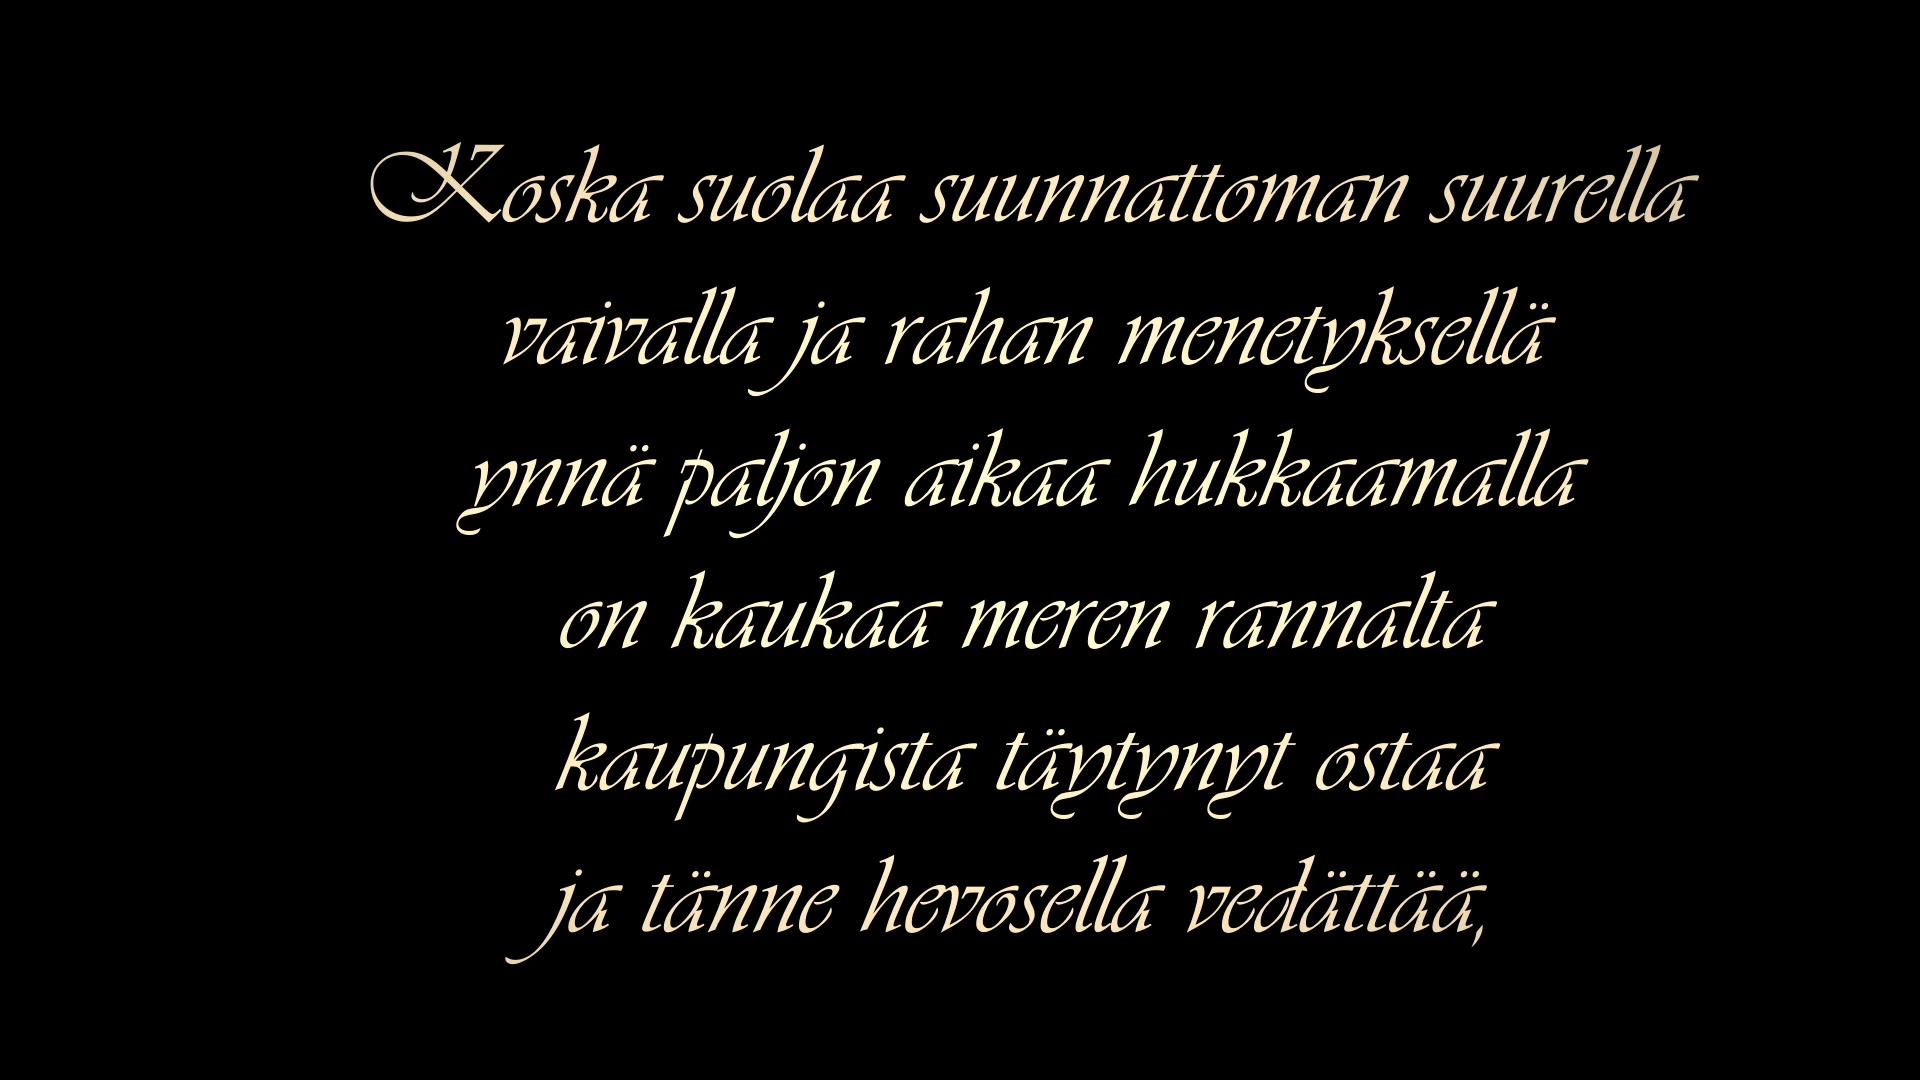 Koska suolaa suunnattoman suurella
vaivalla ja rahan menetyksellä
ynnä paljon aikaa hukkaamalla
on kaukaa meren rannalta
kaupungista täytynyt ostaa
ja tänne hevosella vedättää,